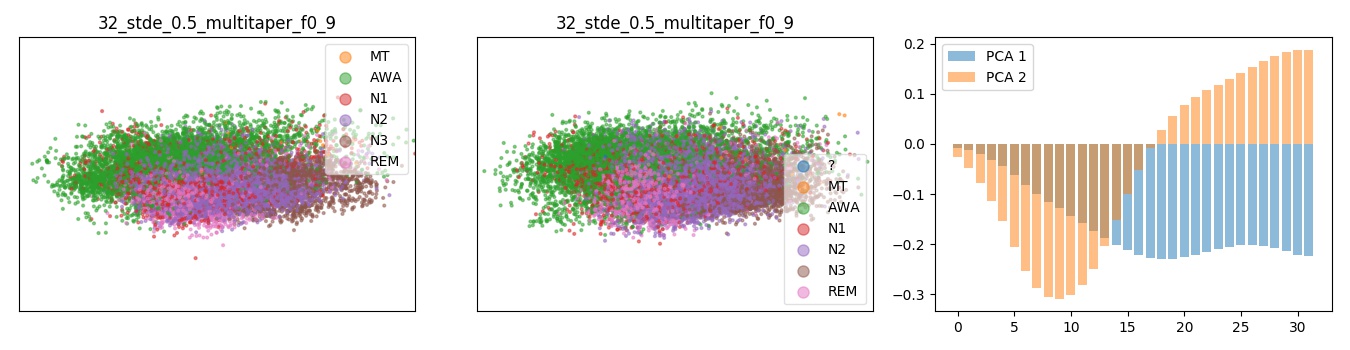 32_stde_0.5_multitaper_f0_9
MT
AWA
N1
N2
N3
REM
32_stde_0.5_multitaper_f0_9
?
MT
AWA
N1
N2
N3
REM
PCA 1
PCA 2
0.2
0.1
0.0
−0.1
−0.2
−0.3
0 5 10 15 20 25 30